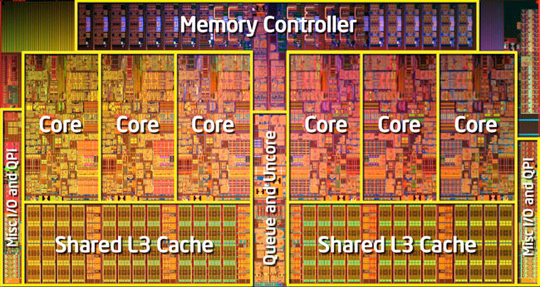 Memory Controller
Core
Core
Core
Core
Core
Core
Misc I/O and QPI
Queue and Uncore
Misc I/O and QPI
Shared L3 Cache
Shared L3 Cache